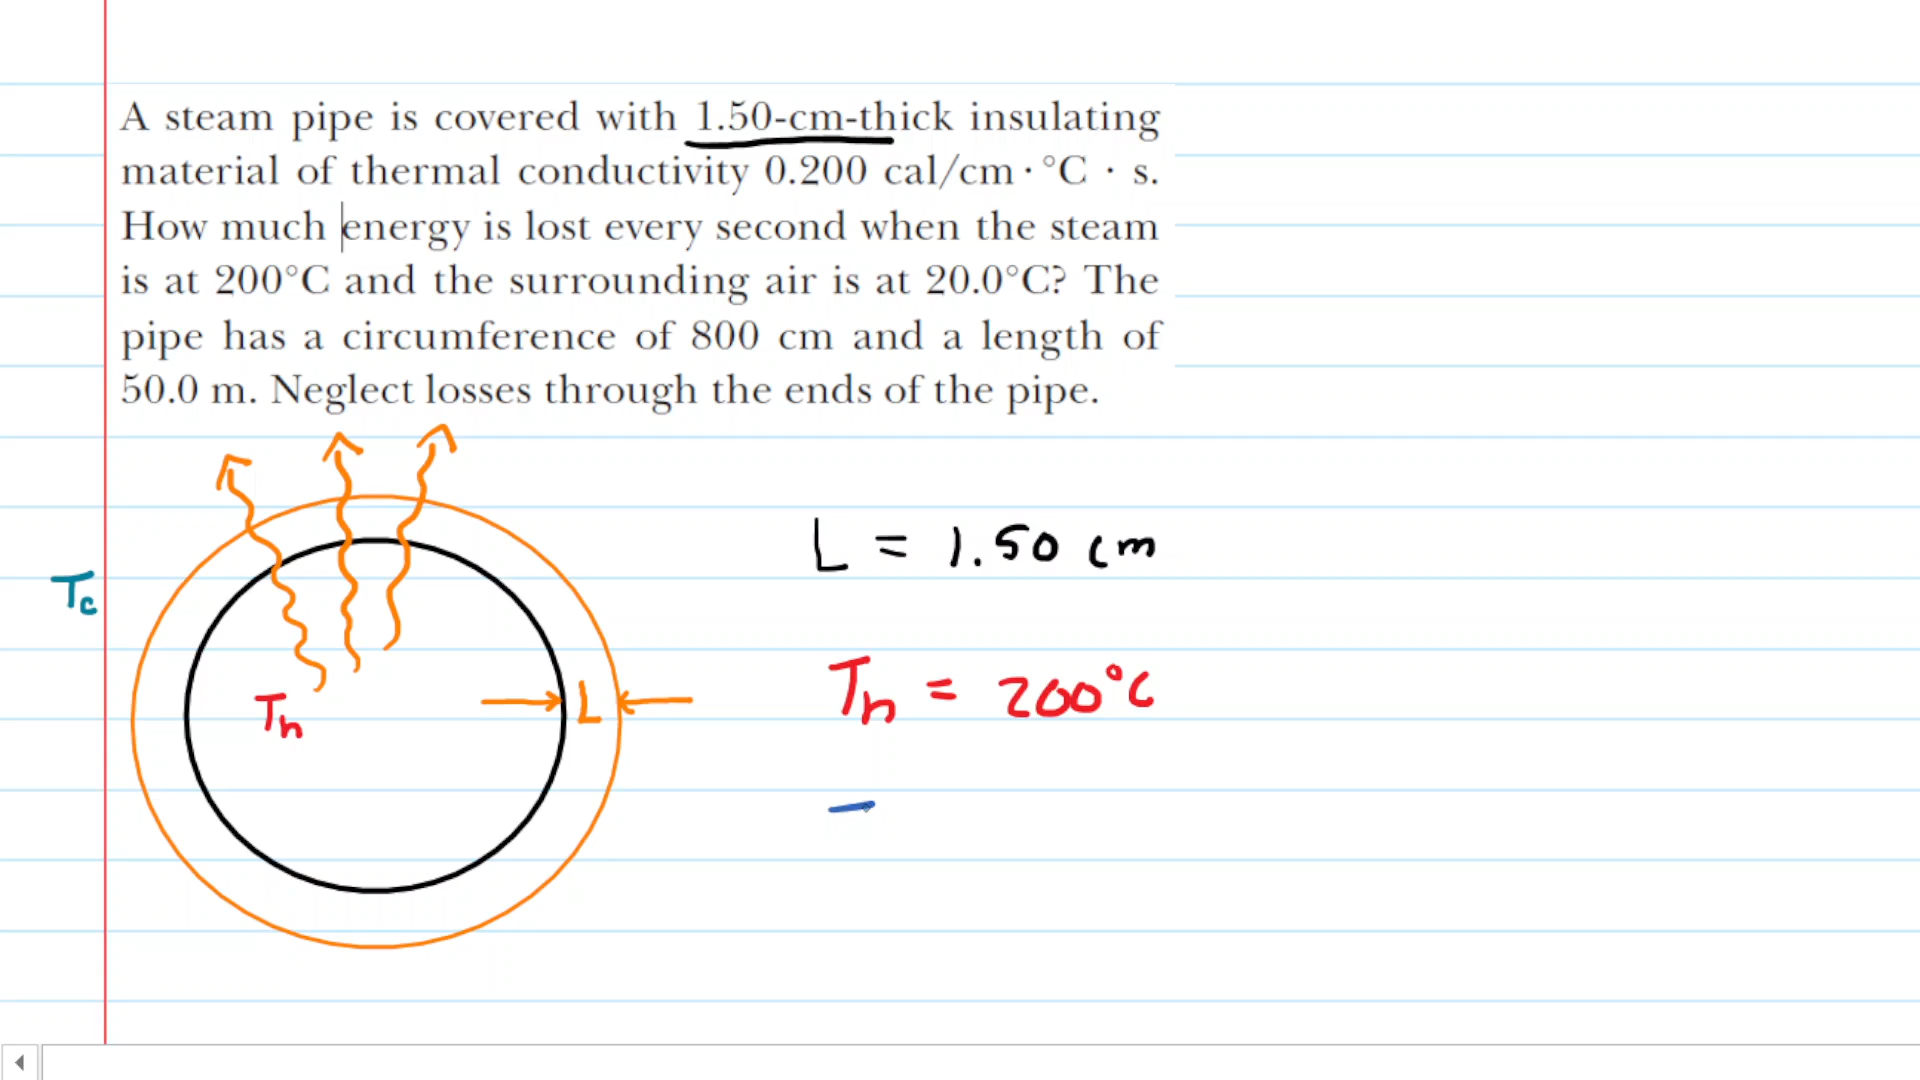 A steam pipe is covered with 1.50-cm-thick insulating
material of thermal conductivity 0.200 cal/cm · °C · s.
How much energy is lost every second when the steam
is at 200°C and the surrounding air is at 20.0°C? The
pipe has a circumference of 800 cm and a length of
50.0 m. Neglect losses through the ends of the pipe.
L = 1.50 cm
Tc
Th
L
Th = 200°C